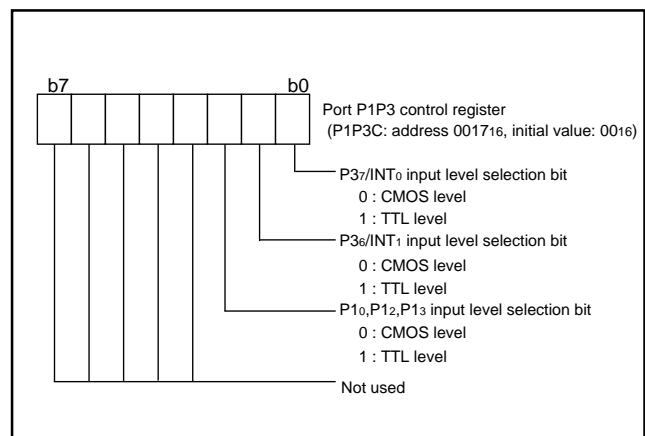 b7 b0
Port P1P3 control register
(P1P3C: address 0017₁₆, initial value: 00₁₆)
P3₇/INT₀ input level selection bit
0 : CMOS level
1 : TTL level
P3₆/INT₁ input level selection bit
0 : CMOS level
1 : TTL level
P1₀,P1₂,P1₃ input level selection bit
0 : CMOS level
1 : TTL level
Not used